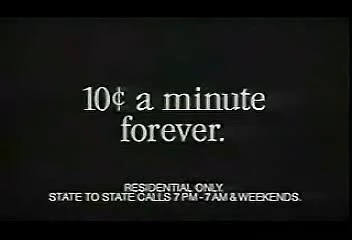 10¢ a minute
forever.
RESIDENTIAL ONLY.
STATE TO STATE CALLS 7 PM - 7 AM & WEEKENDS.